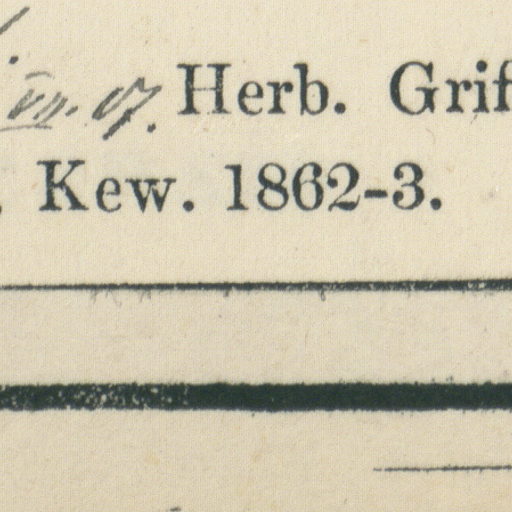 Herb. Grif
Kew. 1862-3.